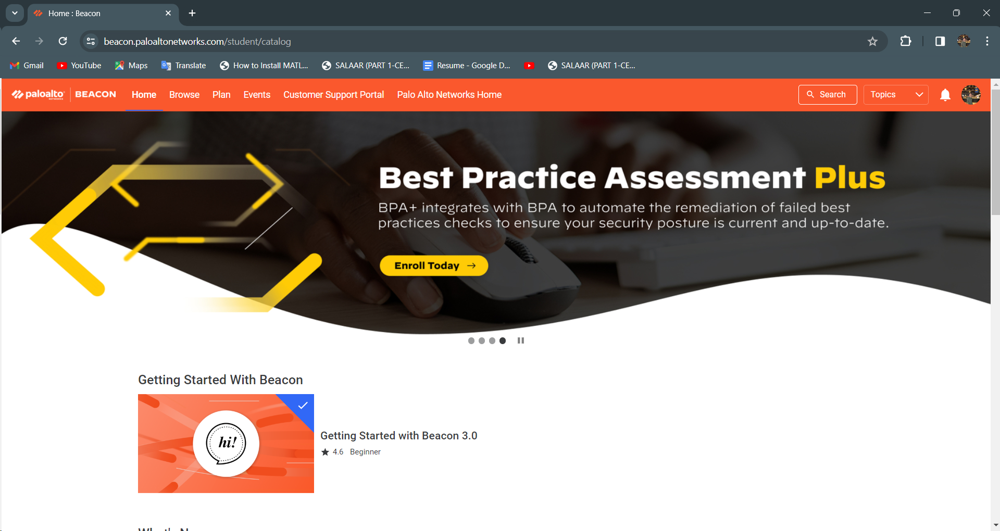 Home : Beacon
beacon.paloaltonetworks.com/student/catalog
Gmail YouTube Maps Translate How to Install MATL... SALAAR (PART 1-CE... Resume - Google D... SALAAR (PART 1-CE...
paloalto NETWORKS BEACON Home Browse Plan Events Customer Support Portal Palo Alto Networks Home Search Topics
Best Practice Assessment Plus
BPA+ integrates with BPA to automate the remediation of failed best
practices checks to ensure your security posture is current and up-to-date.
Enroll Today →
Getting Started With Beacon
hi!
Getting Started with Beacon 3.0
★ 4.6 Beginner